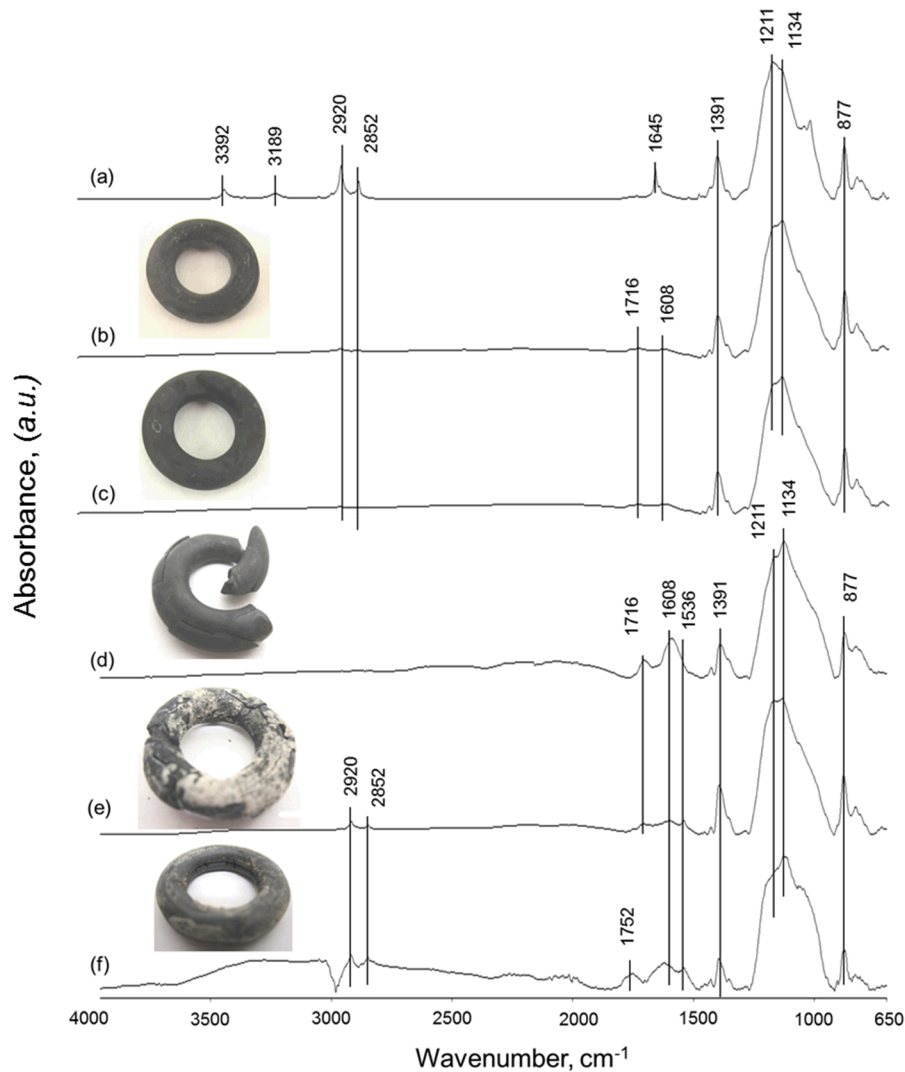 1211 1134
3392 3189 2920 2852 1645 1391 877
(a)
1716 1608
(b)
(c)
1211 1134
1716 1608 1536 1391 877
(d)
2920 2852
(e)
1752
(f)
Absorbance, (a.u.)
4000 3500 3000 2500 2000 1500 1000 650
Wavenumber, cm-1